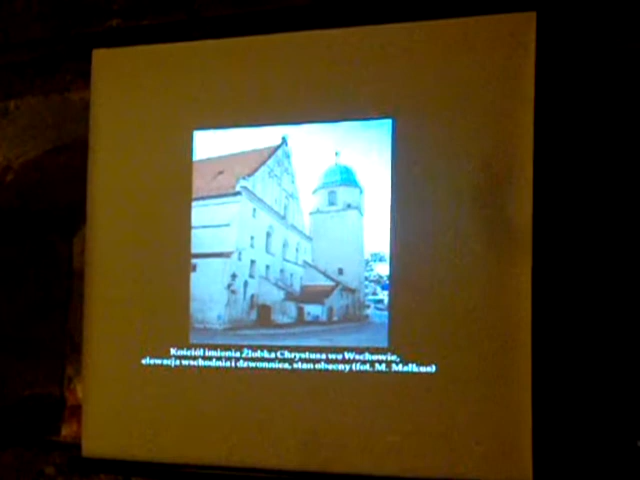 Kościół imienia Żłobka Chrystusa we Wschowie,
elewacja wschodnia i dzwonnica, stan obecny (fot. M. Małkus)